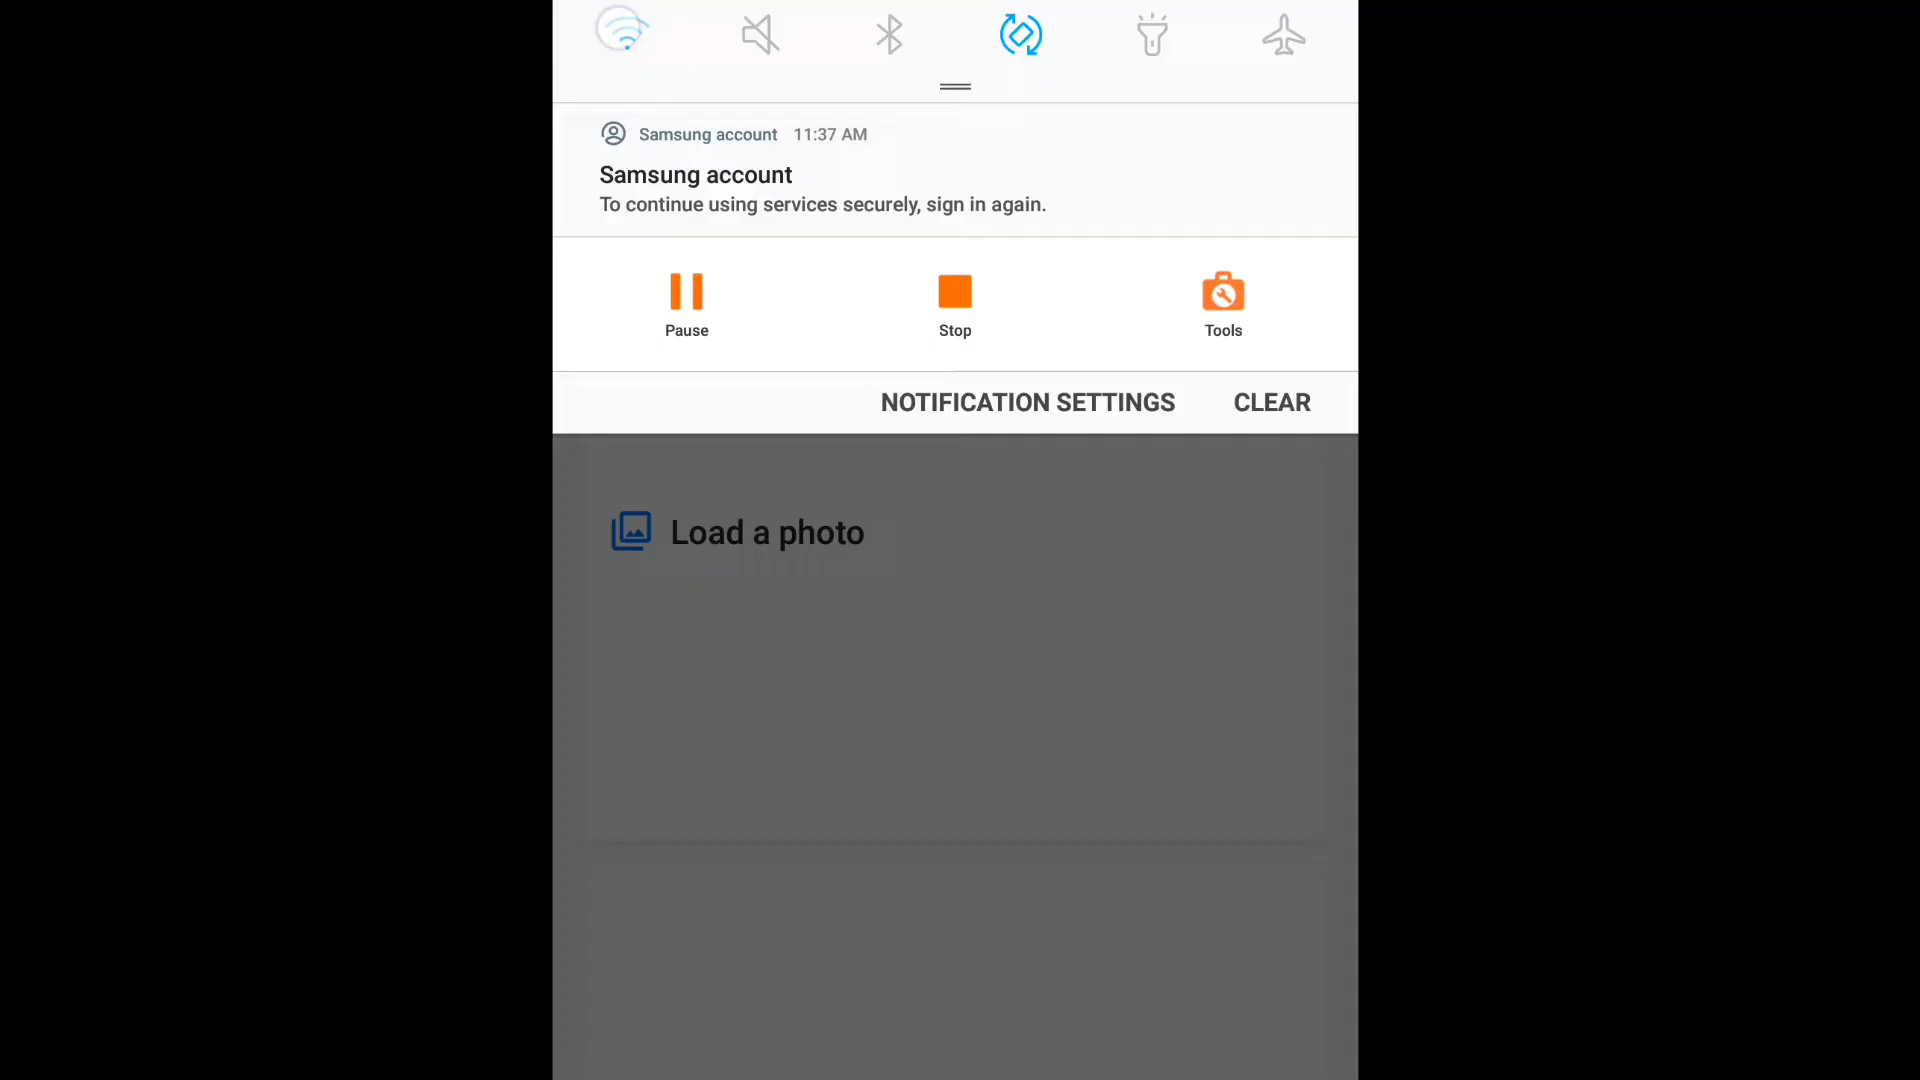 Samsung account 11:37 AM
Samsung account
To continue using services securely, sign in again.
Pause Stop Tools
NOTIFICATION SETTINGS CLEAR
Load a photo